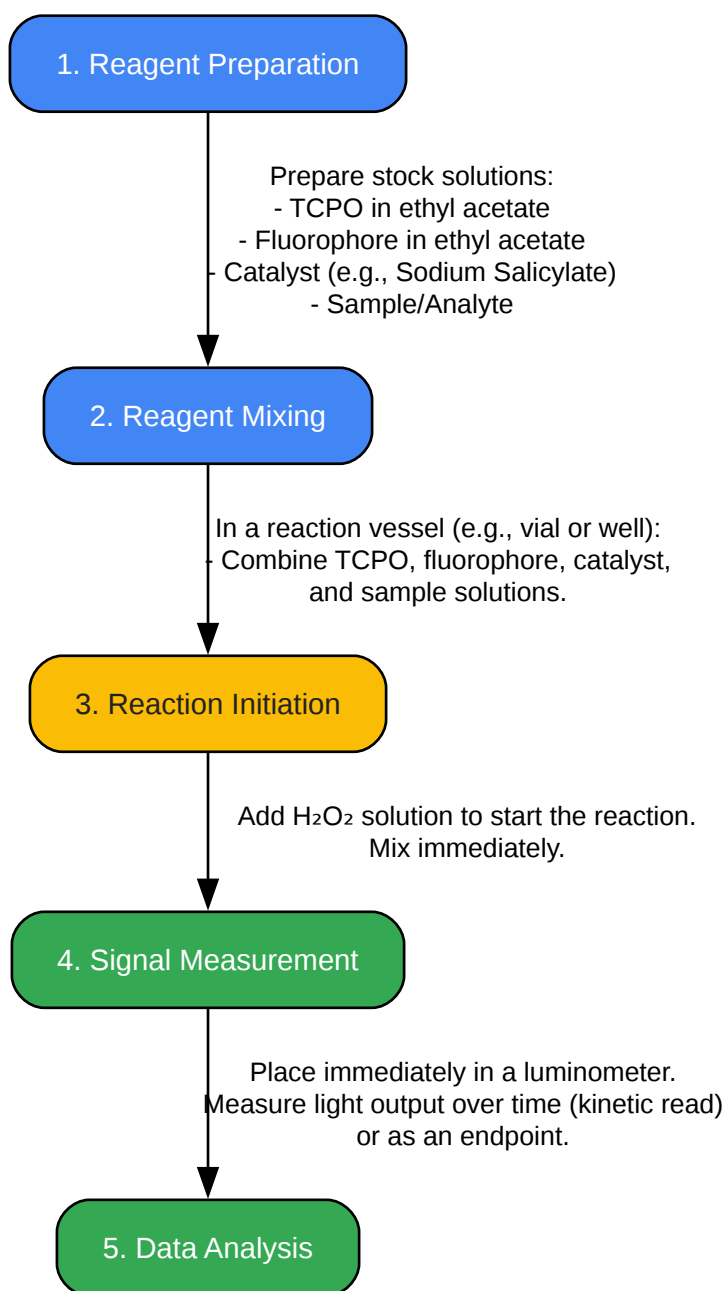 1. Reagent Preparation
Prepare stock solutions:
- TCPO in ethyl acetate
- Fluorophore in ethyl acetate
- Catalyst (e.g., Sodium Salicylate)
- Sample/Analyte
2. Reagent Mixing
In a reaction vessel (e.g., vial or well):
- Combine TCPO, fluorophore, catalyst,
and sample solutions.
3. Reaction Initiation
Add H₂O₂ solution to start the reaction.
Mix immediately.
4. Signal Measurement
Place immediately in a luminometer.
Measure light output over time (kinetic read)
or as an endpoint.
5. Data Analysis